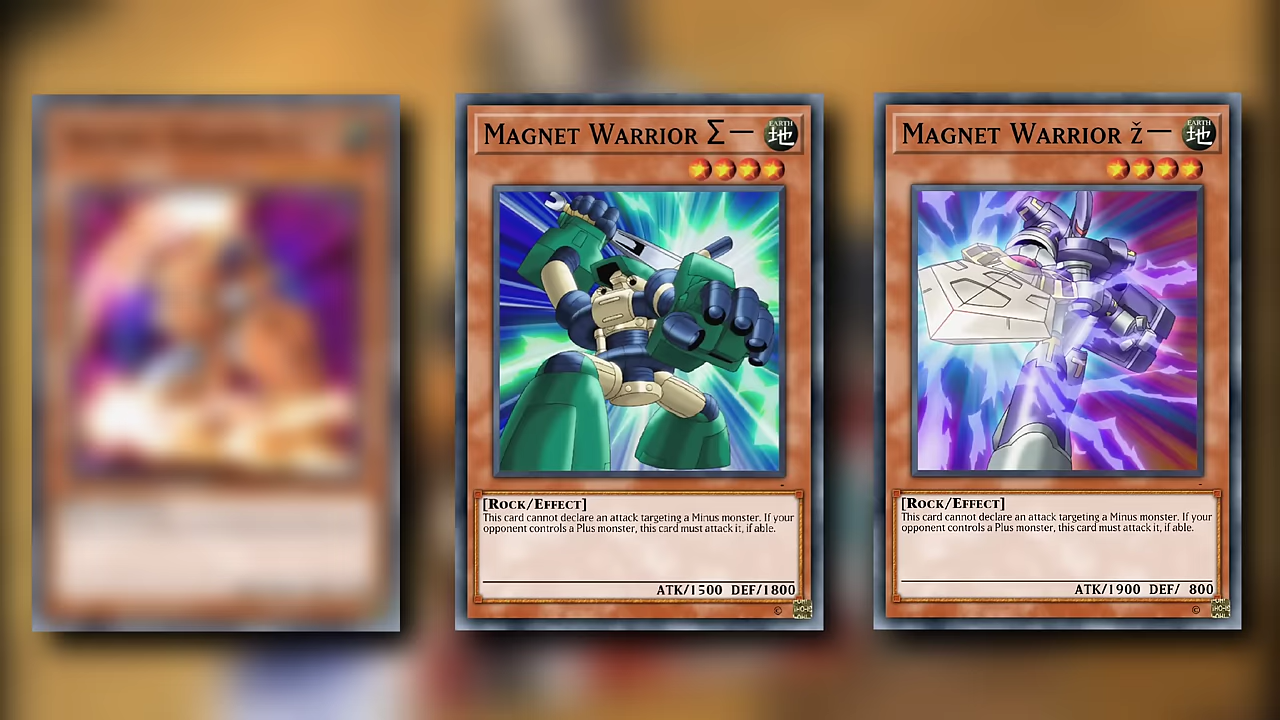 MAGNET WARRIOR Σ—
EARTH
地
[ROCK/EFFECT]
This card cannot declare an attack targeting a Minus monster. If your
opponent controls a Plus monster, this card must attack it, if able.
ATK/1500 DEF/1800
©
MAGNET WARRIOR ž—
EARTH
地
[ROCK/EFFECT]
This card cannot declare an attack targeting a Minus monster. If your
opponent controls a Plus monster, this card must attack it, if able.
ATK/1900 DEF/ 800
©